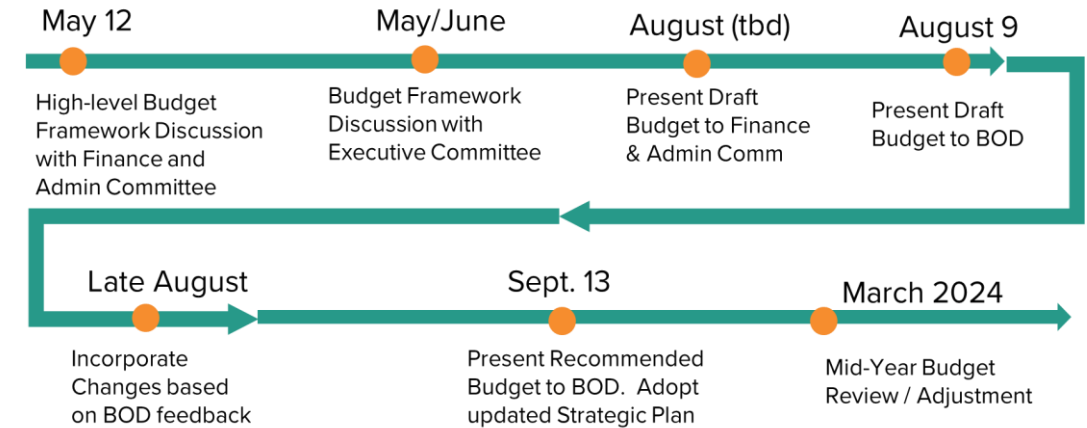 May 12
High-level Budget
Framework Discussion
with Finance and
Admin Committee
May/June
Budget Framework
Discussion with
Executive Committee
August (tbd)
Present Draft
Budget to Finance
& Admin Comm
August 9
Present Draft
Budget to BOD
Late August
Incorporate
Changes based
on BOD feedback
Sept. 13
Present Recommended
Budget to BOD.  Adopt
updated Strategic Plan
March 2024
Mid-Year Budget
Review / Adjustment